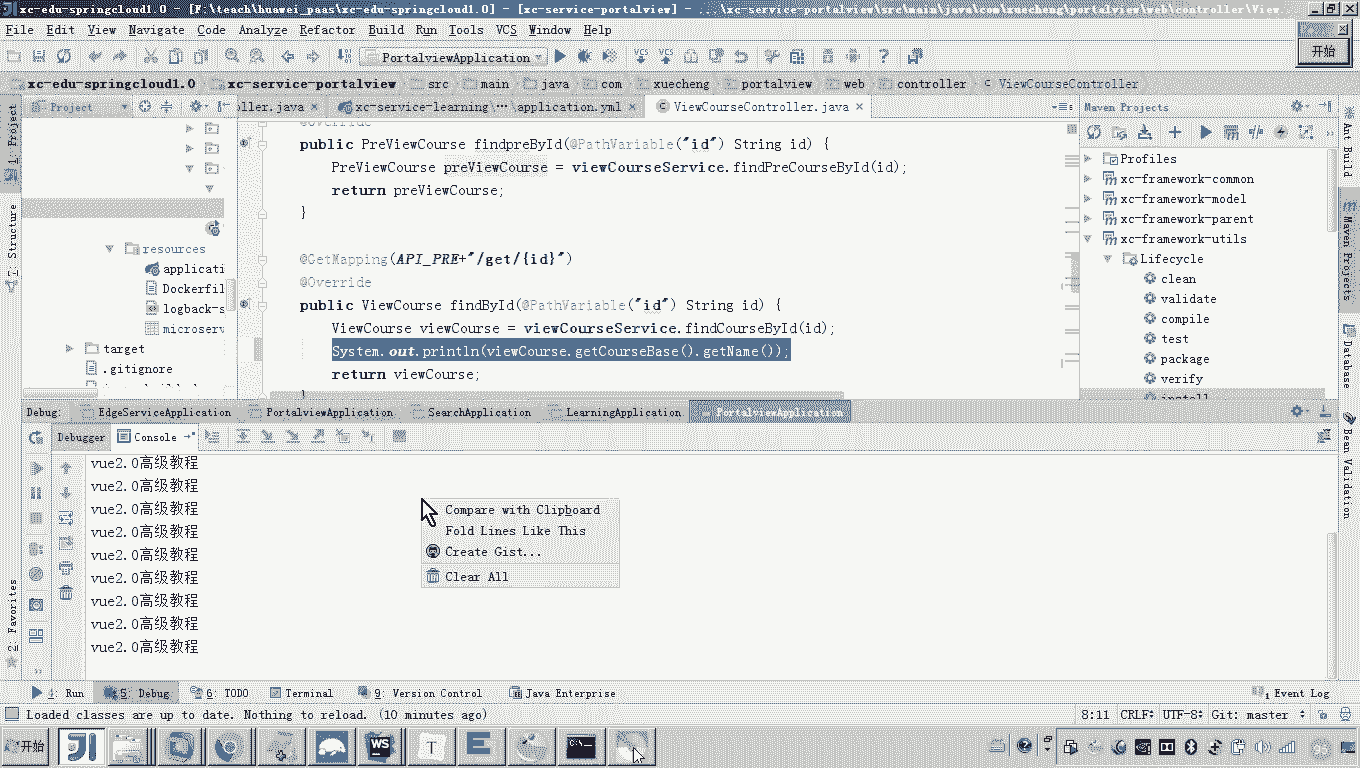 xc-edu-springcloud1.0 - [F:\teach\huawei_paas\xc-edu-springcloud1.0] - [xc-service-portalview] - ...\xc-service-portalview\src\main\java\com\xuecheng\portalview\web\controller\View...
File Edit View Navigate Code Analyze Refactor Build Run Tools VCS Window Help
开始
PortalviewApplication
xc-edu-springcloud1.0 xc-service-portalview src main java com xuecheng portalview web controller ViewCourseController
Project
oller.java xc-service-learning\...\application.yml ViewCourseController.java
Maven Projects
@Override
public PreViewCourse findpreById(@PathVariable("id") String id) {
PreViewCourse preViewCourse = viewCourseService.findPreCourseById(id);
return preViewCourse;
}
@GetMapping(API_PRE+"/get/{id}")
@Override
public ViewCourse findById(@PathVariable("id") String id) {
ViewCourse viewCourse = viewCourseService.findCourseById(id);
System.out.println(viewCourse.getCourseBase().getName());
return viewCourse;
}
resources
applicati
Dockerfil
logback-s
microserv
target
.gitignore
Profiles
xc-framework-common
xc-framework-model
xc-framework-parent
xc-framework-utils
Lifecycle
clean
validate
compile
test
package
verify
install
1: Project
7: Structure
2: Favorites
Ant Build
Maven Projects
Database
Bean Validation
Debug: EdgeServiceApplication PortalviewApplication SearchApplication LearningApplication PortalviewApplication
Debugger Console
vue2.0高级教程
vue2.0高级教程
vue2.0高级教程
vue2.0高级教程
vue2.0高级教程
vue2.0高级教程
vue2.0高级教程
vue2.0高级教程
vue2.0高级教程
Compare with Clipboard
Fold Lines Like This
Create Gist...
Clear All
4: Run 5: Debug 6: TODO Terminal 9: Version Control Java Enterprise 1 Event Log
Loaded classes are up to date. Nothing to reload. (10 minutes ago) 8:11 CRLF UTF-8 Git: master
开始